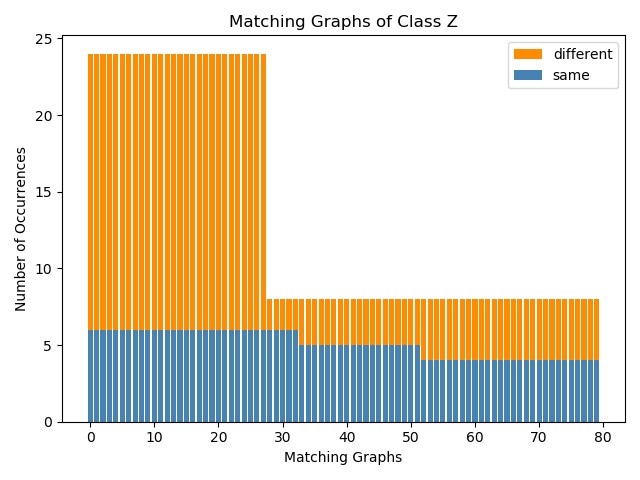 Matching Graphs of Class Z
different
same
Number of Occurrences
25
20
15
10
5
0
0 10 20 30 40 50 60 70 80
Matching Graphs